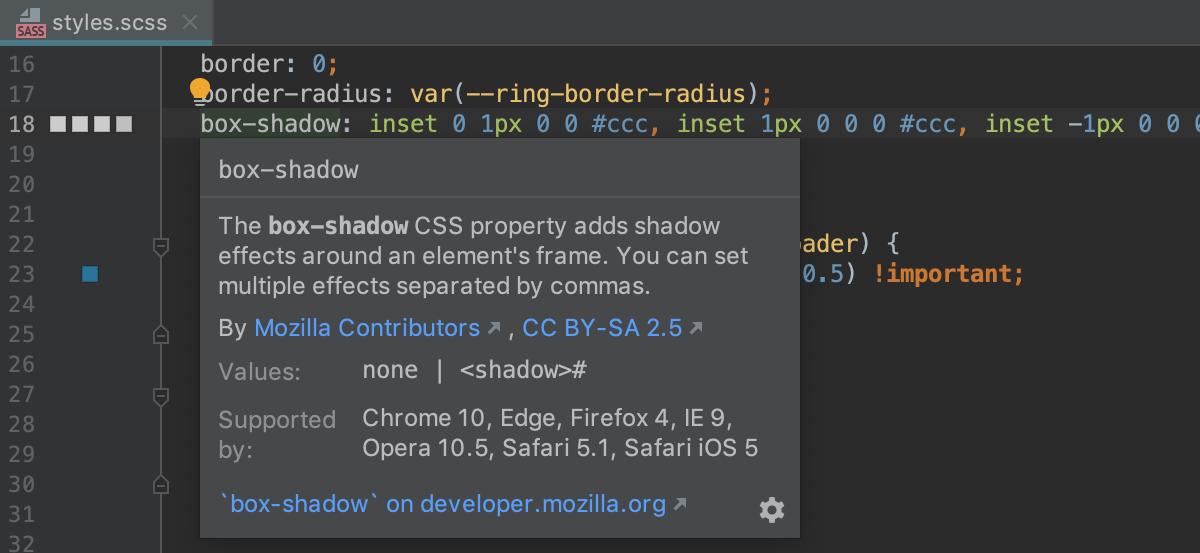 SASS styles.scss
16 border: 0;
17 border-radius: var(--ring-border-radius);
18 box-shadow: inset 0 1px 0 0 #ccc, inset 1px 0 0 0 #ccc, inset -1px 0 0 0
19
box-shadow
20
21
The box-shadow CSS property adds shadow
effects around an element's frame. You can set
multiple effects separated by commas.
22 ader) {
23 0.5) !important;
24
By Mozilla Contributors , CC BY-SA 2.5
25
26
Values: none | <shadow>#
27
28
Supported by: Chrome 10, Edge, Firefox 4, IE 9,
Opera 10.5, Safari 5.1, Safari iOS 5
29
30
31
`box-shadow` on developer.mozilla.org
32